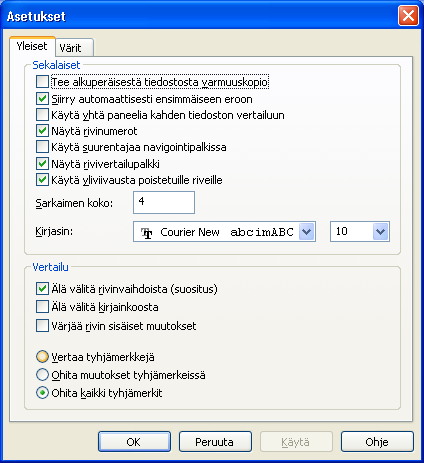 Asetukset
Yleiset
Värit
Sekalaiset
Tee alkuperäisestä tiedostosta varmuuskopio
Siirry automaattisesti ensimmäiseen eroon
Käytä yhtä paneelia kahden tiedoston vertailuun
Näytä rivinumerot
Käytä suurentajaa navigointipalkissa
Näytä rivivertailupalkki
Käytä yliviivausta poistetuille riveille
Sarkaimen koko: 4
Kirjasin: Courier New abcimABC 10
Vertailu
Älä välitä rivinvaihdoista (suositus)
Älä välitä kirjainkoosta
Värjää rivin sisäiset muutokset
Vertaa tyhjämerkkejä
Ohita muutokset tyhjämerkeissä
Ohita kaikki tyhjämerkit
OK Peruuta Käytä Ohje